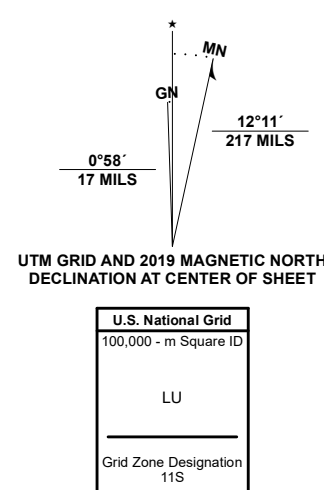 ★
MN
GN
12°11´
217 MILS
0°58´
17 MILS
UTM GRID AND 2019 MAGNETIC NORTH
DECLINATION AT CENTER OF SHEET
U.S. National Grid
100,000 - m Square ID
LU
Grid Zone Designation
11S